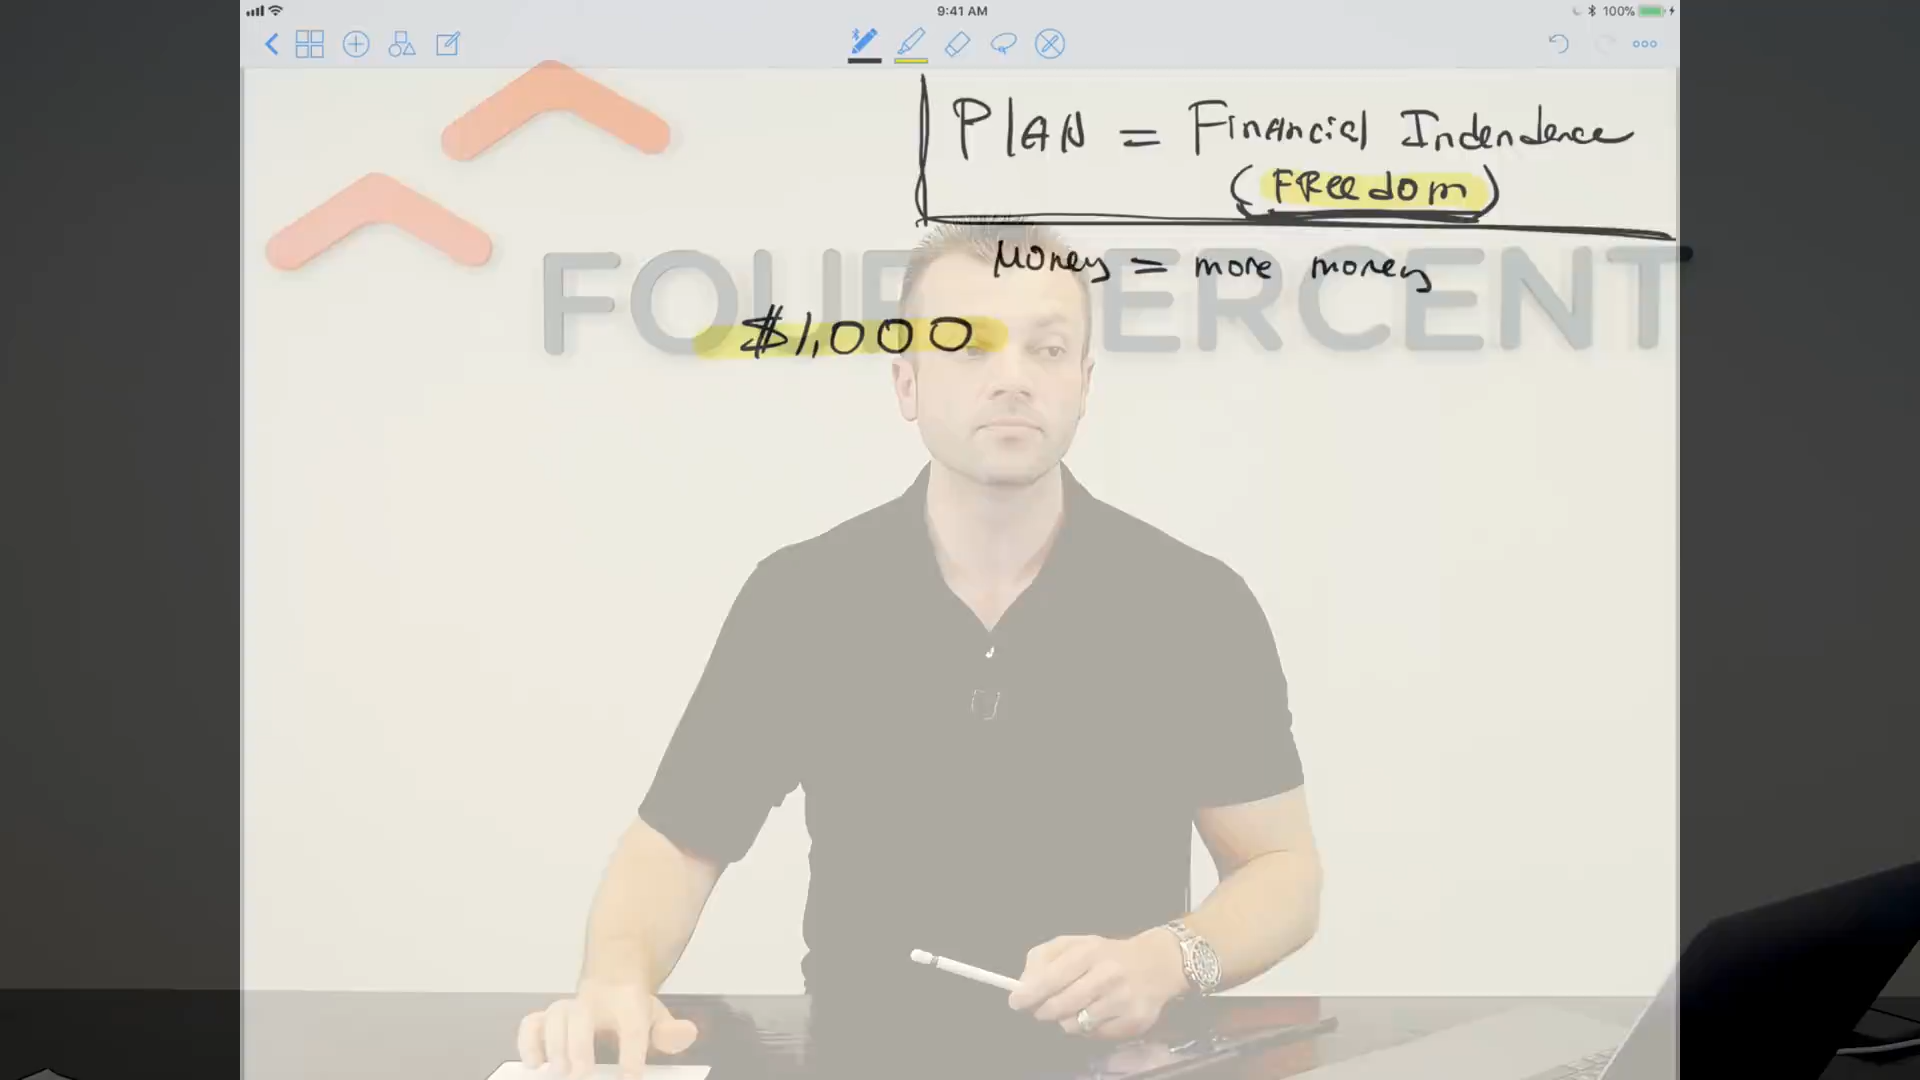 9:41 AM
100%
PlAN = Financial Indendence
(FReedom)
Money = more money
$1,000
FOUR PERCENT